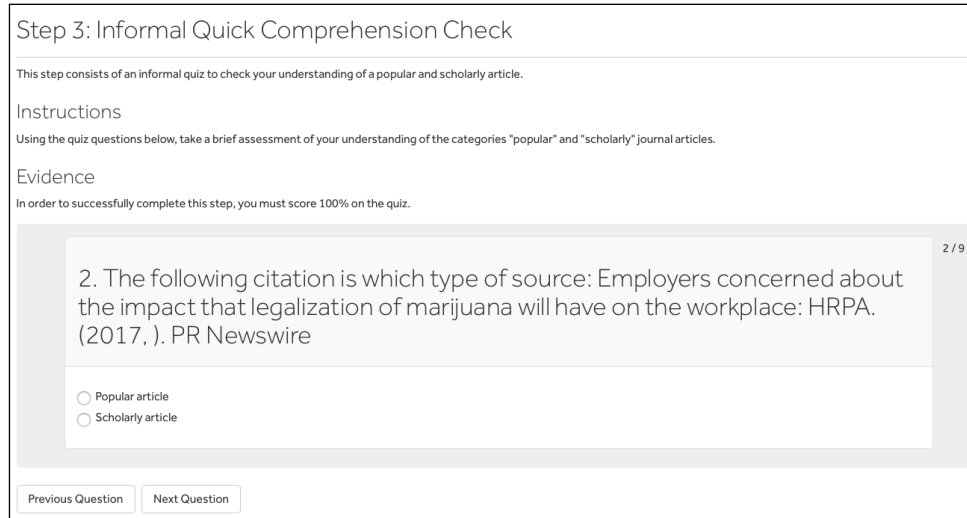 Step 3: Informal Quick Comprehension Check
This step consists of an informal quiz to check your understanding of a popular and scholarly article.
Instructions
Using the quiz questions below, take a brief assessment of your understanding of the categories "popular" and "scholarly" journal articles.
Evidence
In order to successfully complete this step, you must score 100% on the quiz.
2 / 9
2. The following citation is which type of source: Employers concerned about
the impact that legalization of marijuana will have on the workplace: HRPA.
(2017, ). PR Newswire
Popular article
Scholarly article
Previous Question
Next Question